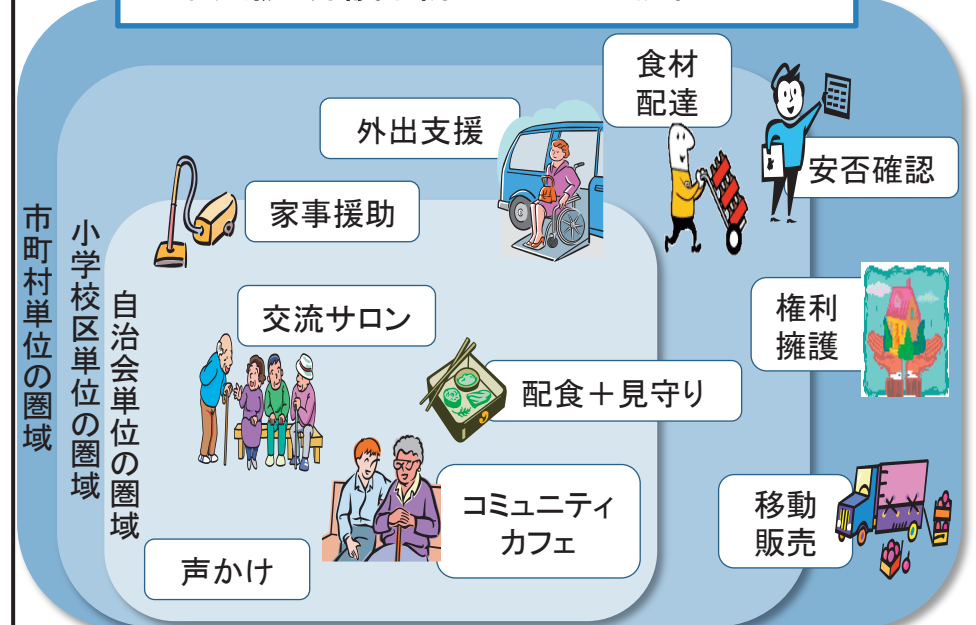 食材
配達
外出支援
安否確認
家事援助
市町村単位の圏域
小学校区単位の圏域
自治会単位の圏域
交流サロン
権利
擁護
配食＋見守り
コミュニティ
カフェ
移動
販売
声かけ